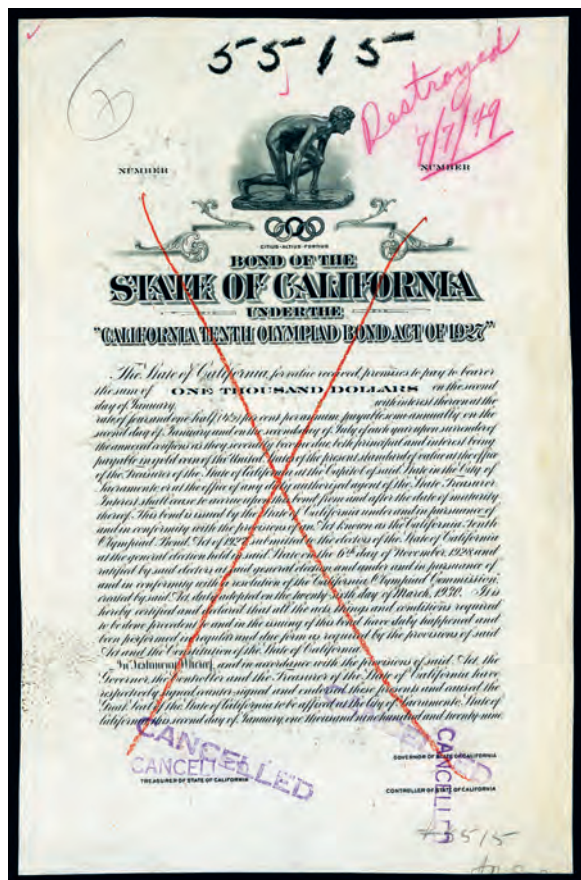 5515
Destroyed
7/7/49
NUMBER
NUMBER
CITIUS·ALTIUS·FORTIUS
BOND OF THE
STATE OF CALIFORNIA
UNDER THE
"CALIFORNIA TENTH OLYMPIAD BOND ACT OF 1927"
The State of California, for value received, promises to pay to bearer
the sum of ONE THOUSAND DOLLARS on the second
day of January, with interest thereon at the
rate of four and one-half (4½) per cent per annum, payable semi-annually on the
second day of January and on the second day of July of each year upon surrender of
the annexed coupons as they severally become due, both principal and interest being
payable in gold coin of the United States of the present standard of value at the office
of the Treasurer of the State of California at the Capitol of said State in the City of
Sacramento or at the office of any duly authorized agent of the State Treasurer.
Interest shall cease to accrue upon this bond from and after the date of maturity
thereof. This bond is issued by the State of California under and in pursuance of
and in conformity with the provisions of an Act known as the California Tenth
Olympiad Bond Act of 1927, submitted to the electors of the State of California
at the general election held in said State on the 6th day of November, 1928, and
ratified by said electors at said general election, and under and in pursuance of
and in conformity with a resolution of the California Olympiad Commission,
created by said Act, duly adopted on the day of March, 1930. It is
hereby certified and declared that all the acts, things and conditions required
to be done precedent to and in the issuing of this bond have duly happened and
been performed in regular and due form as required by the provisions of said
Act and the Constitution of the State of California.
In Testimony Whereof, and in accordance with the provisions of said Act, the
Governor, the Controller and the Treasurer of the State of California have
respectively signed, counter-signed and endorsed these presents and caused the
Great Seal of the State of California to be affixed at the City of Sacramento, State of
California this second day of January, one thousand nine hundred and twenty-nine
CANCELLED
CANCELLED
CANCELLED
TREASURER OF STATE OF CALIFORNIA
GOVERNOR OF STATE OF CALIFORNIA
CONTROLLER OF STATE OF CALIFORNIA
5515